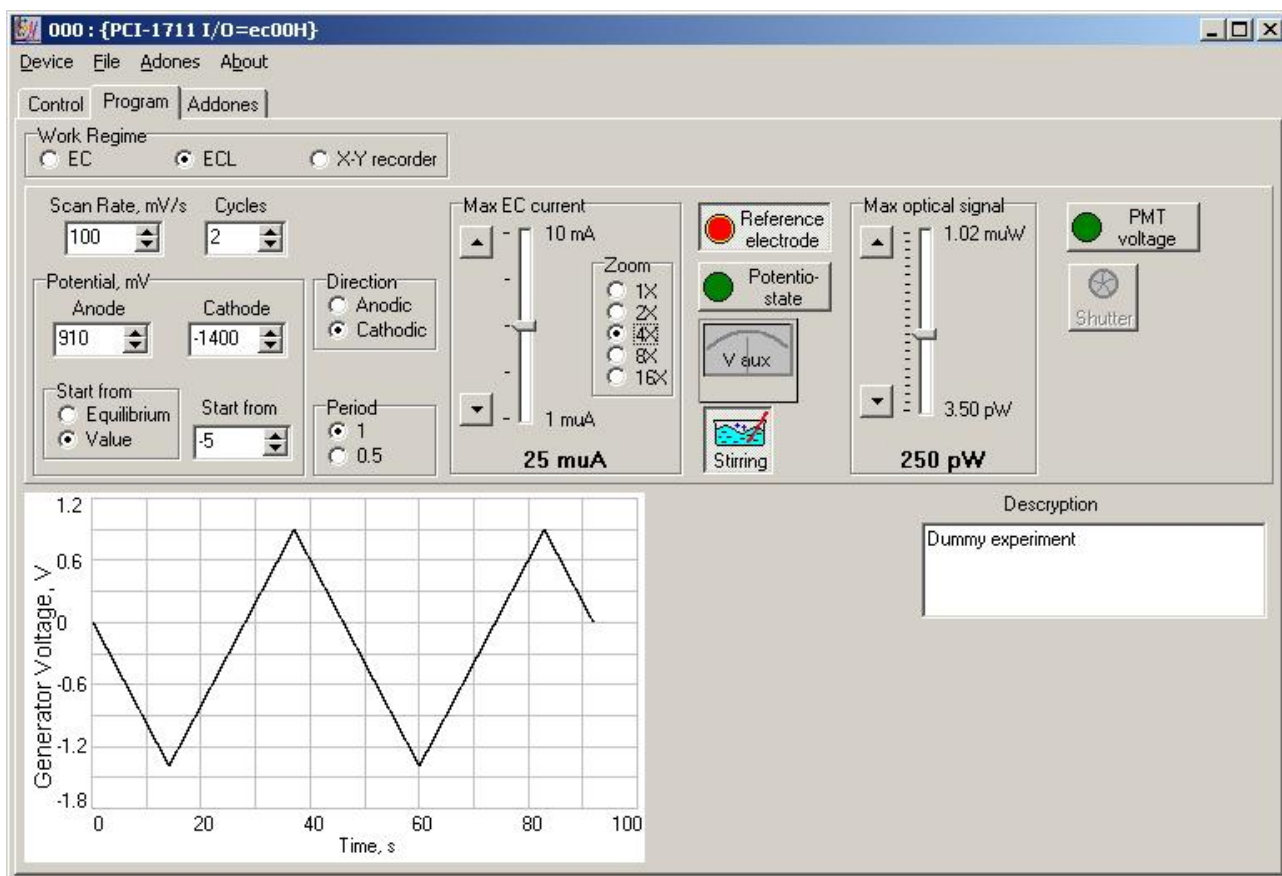 000 : {PCI-1711 I/O=ec00H}
Device File Adones About
Control Program Addones
Work Regime
EC ECL X-Y recorder
Scan Rate, mV/s Cycles
100 2
Potential, mV
Anode Cathode
910 -1400
Start from
Equilibrium
Value
Start from
-5
Direction
Anodic
Cathodic
Period
1
0.5
Max EC current
10 mA
Zoom
1X
2X
4X
8X
16X
1 muA
25 muA
Reference
electrode
Potentio-
state
V aux
Stirring
Max optical signal
1.02 muW
3.50 pW
250 pW
PMT
voltage
Shutter
Generator Voltage, V
1.2
0.6
0
-0.6
-1.2
-1.8
0 20 40 60 80 100
Time, s
Descryption
Dummy experiment